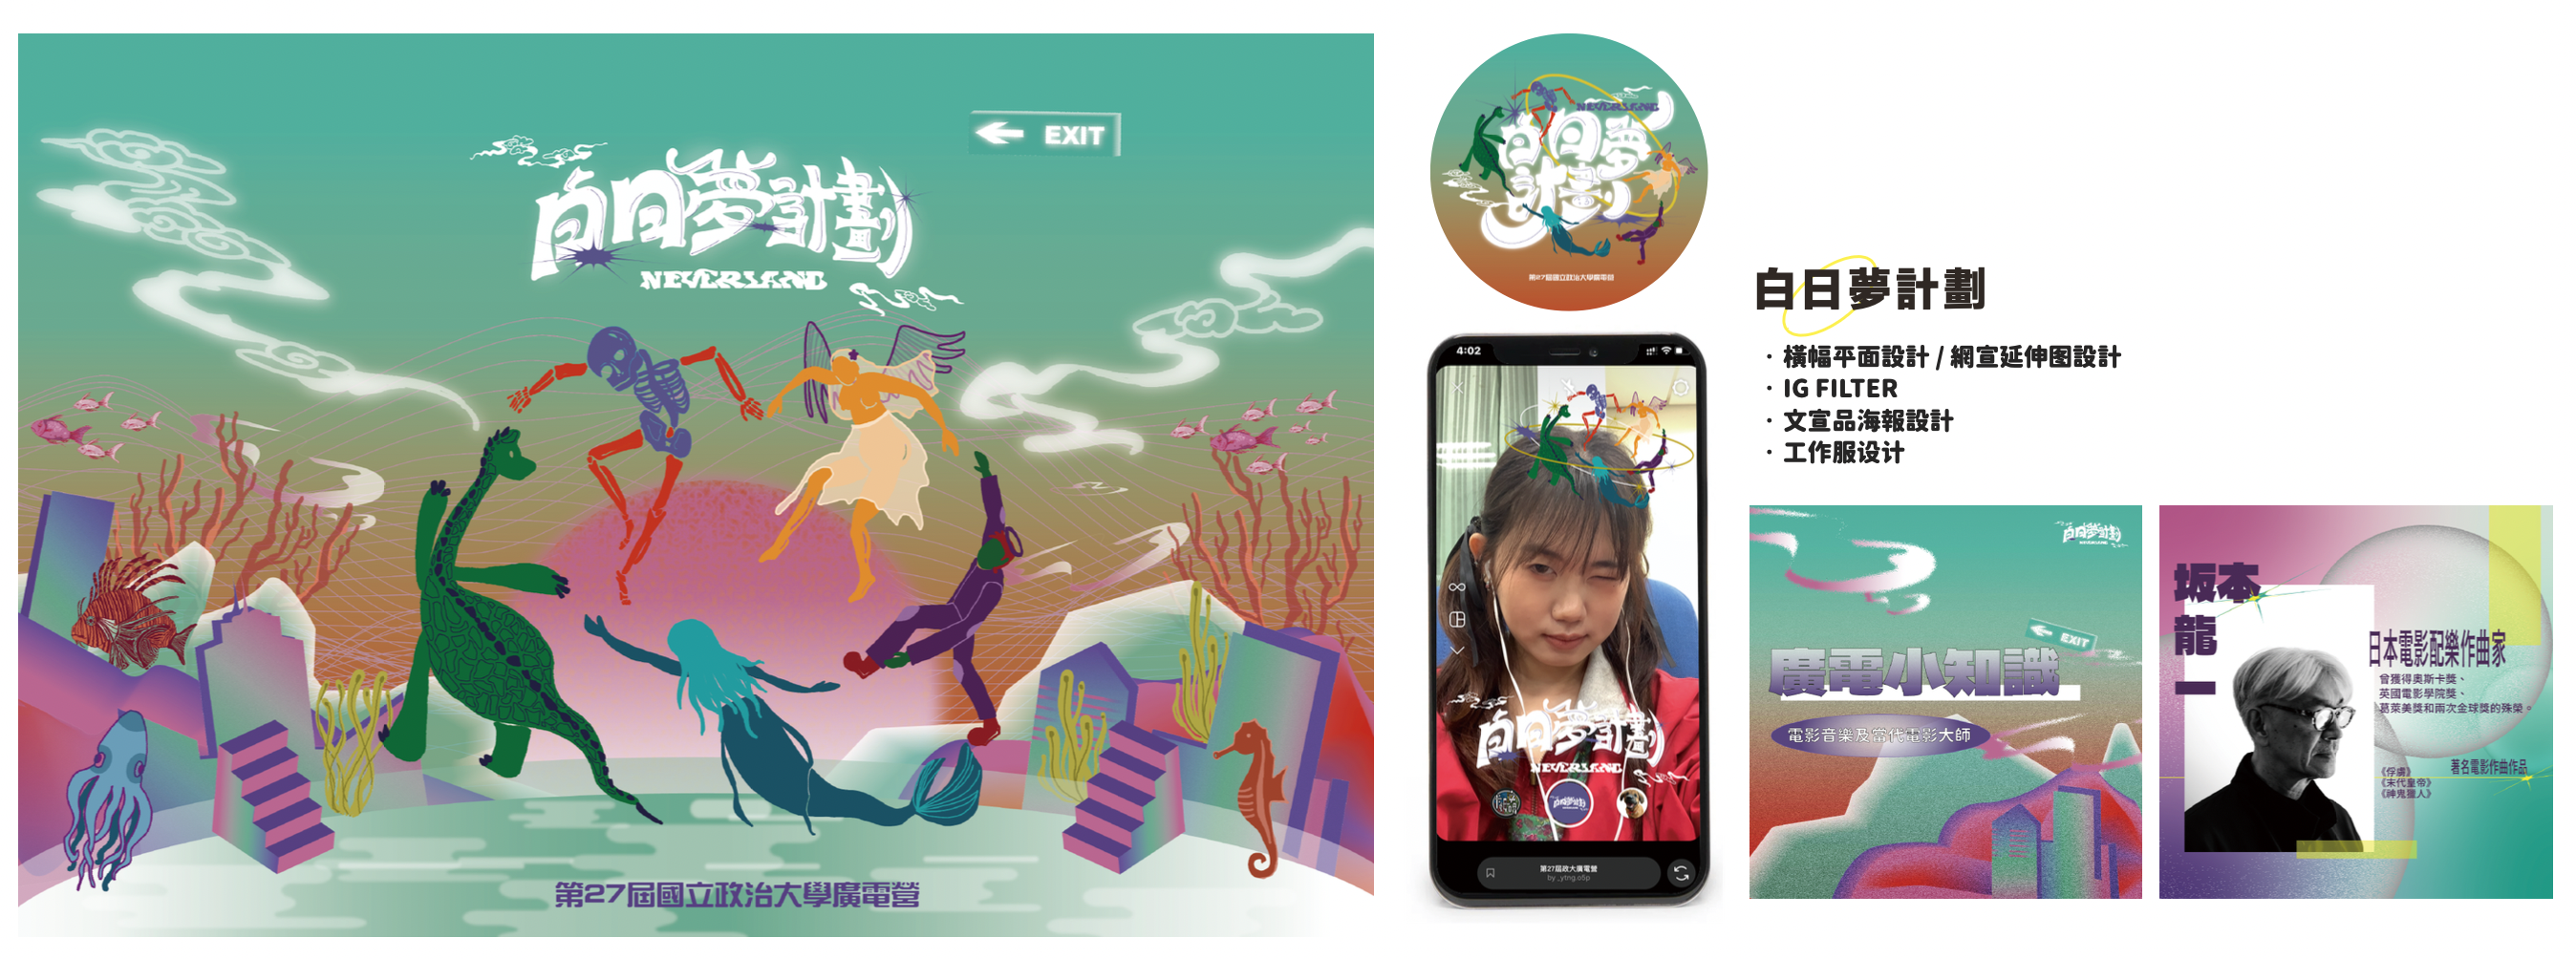 EXIT
白日夢計劃
NEVERLAND
第27屆國立政治大學廣電營
NEVERLAND
白日夢計劃
第27屆國立政治大學廣電營
4:02
白日夢計劃
NEVERLAND
第27屆政大廣電營
by _ytng.o5p
白日夢計劃
· 橫幅平面設計 / 網宣延伸图設計
· IG FILTER
· 文宣品海報設計
· 工作服设计
白日夢計劃
NEVERLAND
EXIT
廣電小知識
電影音樂及當代電影大師
坂本龍一
日本電影配樂作曲家
曾獲得奧斯卡獎、
英國電影學院獎、
葛萊美獎和兩次金球獎的殊榮。
著名電影作曲作品
《俘虜》
《末代皇帝》
《神鬼獵人》